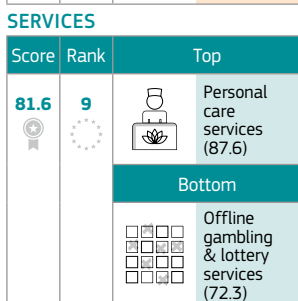 SERVICES
Score Rank Top
81.6 9
Personal
care
services
(87.6)
Bottom
Offline
gambling
& lottery
services
(72.3)